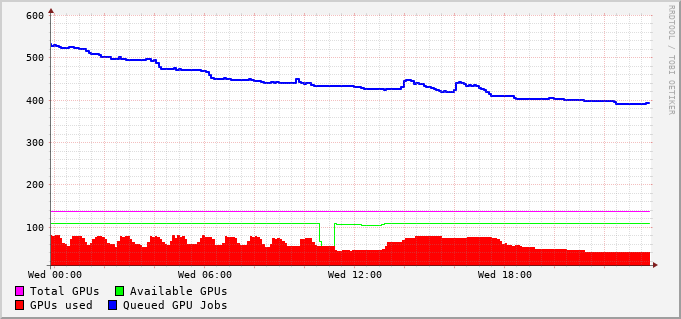 600
500
400
300
200
100
Wed 00:00 Wed 06:00 Wed 12:00 Wed 18:00
Total GPUs Available GPUs
GPUs used Queued GPU Jobs
RRDTOOL / TOBI OETIKER